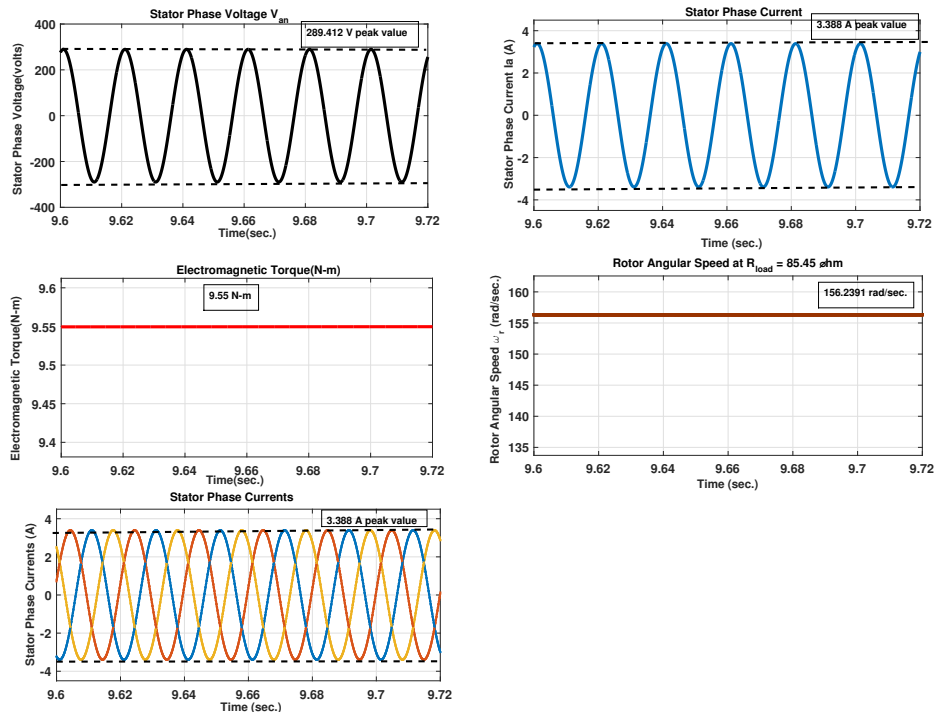 Stator Phase Voltage Van
289.412 V peak value
Stator Phase Voltage(volts)
400
200
0
-200
-400
9.6 9.62 9.64 9.66 9.68 9.7 9.72
Time(sec.)
Stator Phase Current
3.388 A peak value
Stator Phase Current Ia (A)
4
2
0
-2
-4
9.6 9.62 9.64 9.66 9.68 9.7 9.72
Time (sec.)
Electromagnetic Torque(N-m)
9.55 N-m
Electromagnetic Torque(N-m)
9.6
9.55
9.5
9.45
9.4
9.6 9.62 9.64 9.66 9.68 9.7 9.72
Time(sec.)
Rotor Angular Speed at Rload = 85.45 øhm
156.2391 rad/sec.
Rotor Angular Speed ωr (rad/sec.)
160
155
150
145
140
135
9.6 9.62 9.64 9.66 9.68 9.7 9.72
Time (sec.)
Stator Phase Currents
3.388 A peak value
Stator Phase Currents (A)
4
2
0
-2
-4
9.6 9.62 9.64 9.66 9.68 9.7 9.72
Time (sec.)